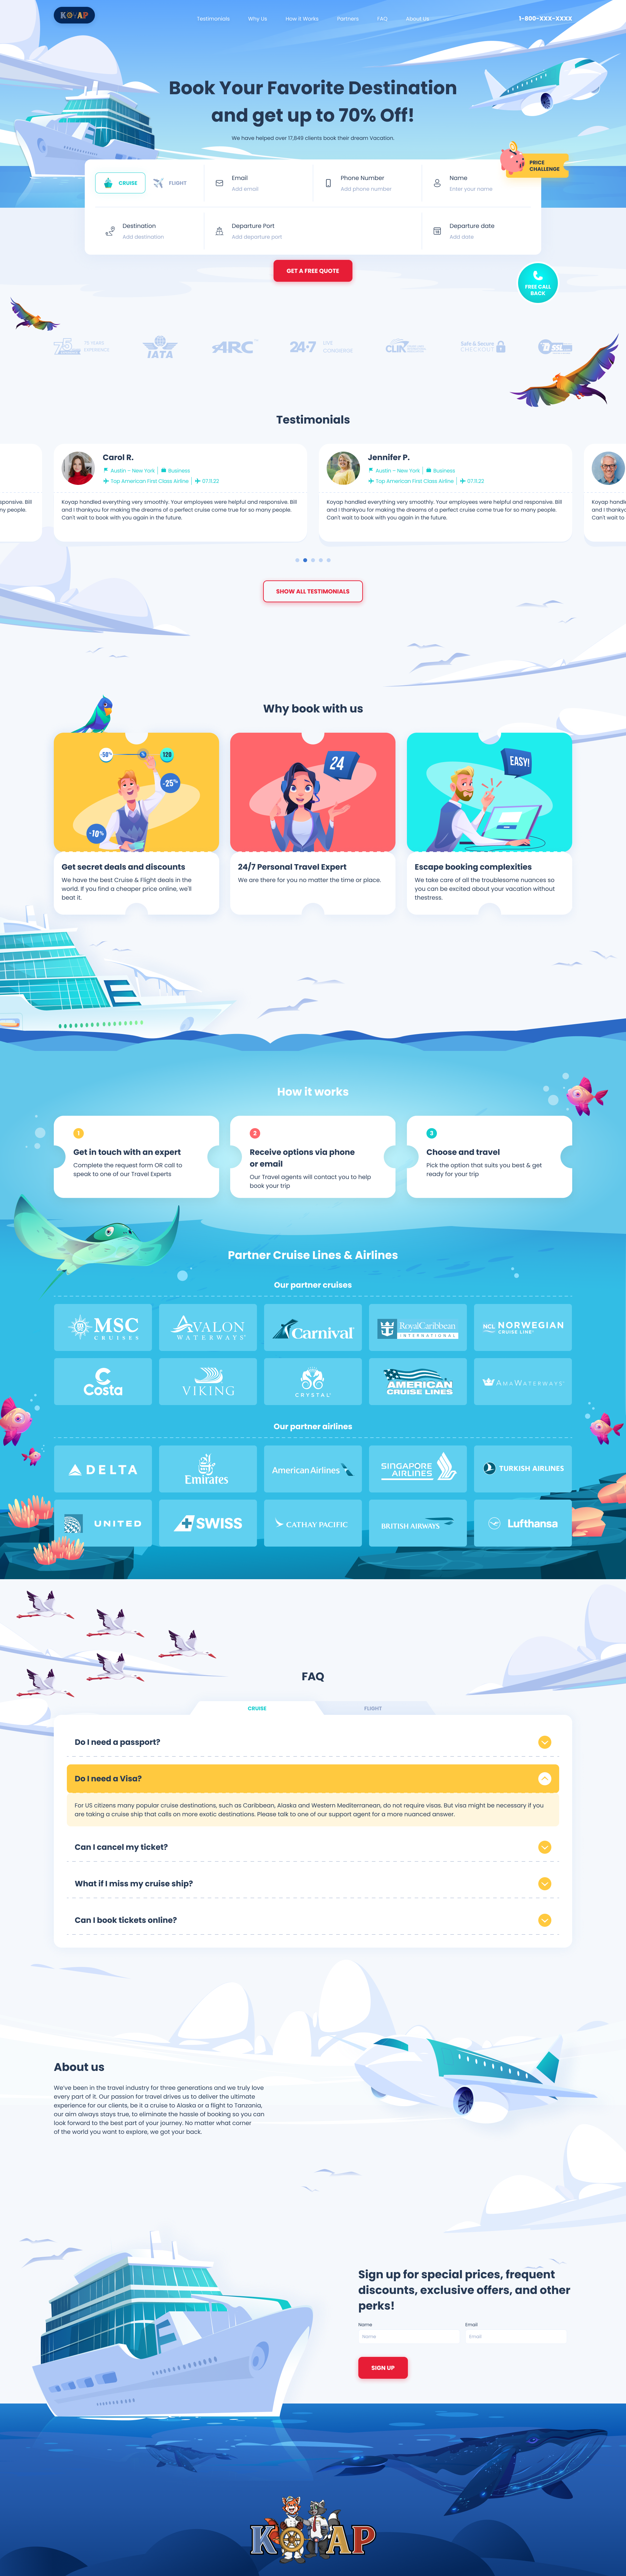 KOYAP
Testimonials
Why Us
How It Works
Partners
FAQ
About Us
1-800-XXX-XXXX
Book Your Favorite Destination
and get up to 70% Off!
We have helped over 17,849 clients book their dream Vacation.
PRICE
CHALLENGE
CRUISE
FLIGHT
Email
Add email
Phone Number
Add phone number
Name
Enter your name
Destination
Add destination
Departure Port
Add departure port
Departure date
Add date
GET A FREE QUOTE
FREE CALL
BACK
75
75 YEARS
EXPERIENCE
IATA
ARC
24·7
LIVE
CONCIERGE
CLIA
Safe & Secure
CHECKOUT
Testimonials
sponsive. Bill
ny people.
Carol R.
Austin – New York
Business
Top American First Class Airline
07.11.22
Koyap handled everything very smoothly. Your employees were helpful and responsive. Bill
and I thankyou for making the dreams of a perfect cruise come true for so many people.
Can't wait to book with you again in the future.
Jennifer P.
Austin – New York
Business
Top American First Class Airline
07.11.22
Koyap handled everything very smoothly. Your employees were helpful and responsive. Bill
and I thankyou for making the dreams of a perfect cruise come true for so many people.
Can't wait to book with you again in the future.
Koyap handle
and I thankyo
Can't wait to
SHOW ALL TESTIMONIALS
Why book with us
-50%
%
120
-25%
-10%
Get secret deals and discounts
We have the best Cruise & Flight deals in the
world. If you find a cheaper price online, we'll
beat it.
24
24/7 Personal Travel Expert
We are there for you no matter the time or place.
EASY!
Escape booking complexities
We take care of all the troublesome nuances so
you can be excited about your vacation without
thestress.
How it works
1
Get in touch with an expert
Complete the request form OR call to
speak to one of our Travel Experts
2
Receive options via phone
or email
Our Travel agents will contact you to help
book your trip
3
Choose and travel
Pick the option that suits you best & get
ready for your trip
Partner Cruise Lines & Airlines
Our partner cruises
MSC
CRUISES
AVALON
WATERWAYS
Carnival
RoyalCaribbean
INTERNATIONAL
NCL NORWEGIAN
CRUISE LINE
Costa
VIKING
CRYSTAL
AMERICAN
CRUISE LINES
AMAWATERWAYS
Our partner airlines
DELTA
Emirates
American Airlines
SINGAPORE
AIRLINES
TURKISH AIRLINES
UNITED
SWISS
CATHAY PACIFIC
BRITISH AIRWAYS
Lufthansa
FAQ
CRUISE
FLIGHT
Do I need a passport?
Do I need a Visa?
For US citizens many popular cruise destinations, such as Caribbean, Alaska and Western Mediterranean, do not require visas. But visa might be necessary if you
are taking a cruise ship that calls on more exotic destinations. Please talk to one of our support agent for a more nuanced answer.
Can I cancel my ticket?
What if I miss my cruise ship?
Can I book tickets online?
About us
We've been in the travel industry for three generations and we truly love
every part of it. Our passion for travel drives us to deliver the ultimate
experience for our clients, be it a cruise to Alaska or a flight to Tanzania,
our aim always stays true, to eliminate the hassle of booking so you can
look forward to the best part of your journey. No matter what corner
of the world you want to explore, we got your back.
Sign up for special prices, frequent
discounts, exclusive offers, and other
perks!
Name
Email
Name
Email
SIGN UP
KOYAP